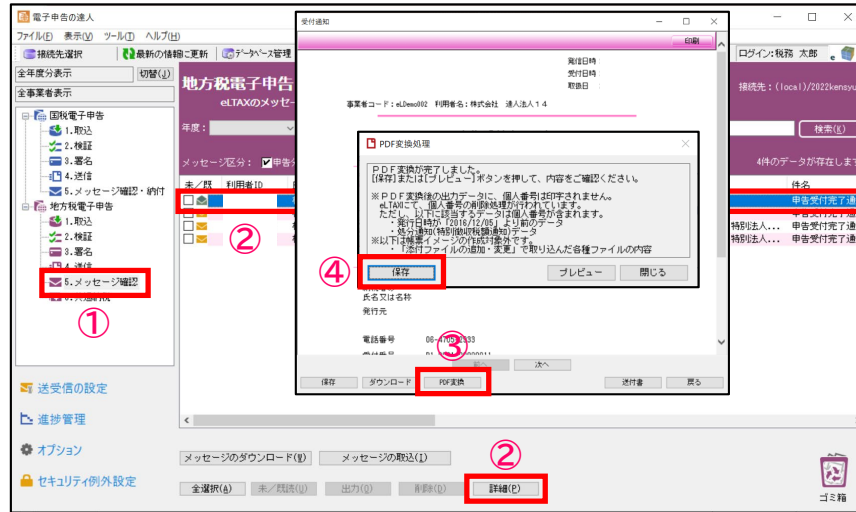 電子申告の達人
ファイル(F) 表示(V) ツール(T) ヘルプ(H)
接続先選択 最新の情報に更新 データベース管理
ログイン:税務 太郎
全年度分表示 切替(J)
全事業者表示
国税電子申告
1.取込
2.検証
3.署名
4.送信
5.メッセージ確認・納付
地方税電子申告
1.取込
2.検証
3.署名
4.送信
5.メッセージ確認
①
送受信の設定
進捗管理
オプション
セキュリティ例外設定
地方税電子申告
eLTAXのメッセー
接続先:(local)/2022kensyu
年度:
検索(K)
メッセージ区分: 申告分
4件のデータが存在します
未/既 利用者ID
件名
申告受付完了通
②
特別法人... 申告受付完了通
特別法人... 申告受付完了通
受付通知
印刷
発信日時
受付日時
取扱日
事業者コード:eLDemo002 利用者名:株式会社 達人法人14
PDF変換処理
PDF変換が完了しました。
[保存]または[プレビュー]ボタンを押して、内容をご確認ください。
※PDF変換後の出力データに、個人番号は印字されません。
eLTAXにて、個人番号の削除処理が行われています。
ただし、以下に該当するデータは個人番号が含まれます。
・発行日時が「2016/12/05」より前のデータ
・処分通知(特別徴収税額通知)データ
※以下は帳票イメージの作成対象外です。
・「添付ファイルの追加・変更」で取り込んだ各種ファイルの内容
④
保存 プレビュー 閉じる
氏名又は名称
発行元
③
電話番号
次へ
保存 ダウンロード PDF変換 送付書 戻る
メッセージのダウンロード(W) メッセージの取込(I)
②
全選択(A) 未/既読(U) 出力(O) 削除(D) 詳細(P)
ゴミ箱